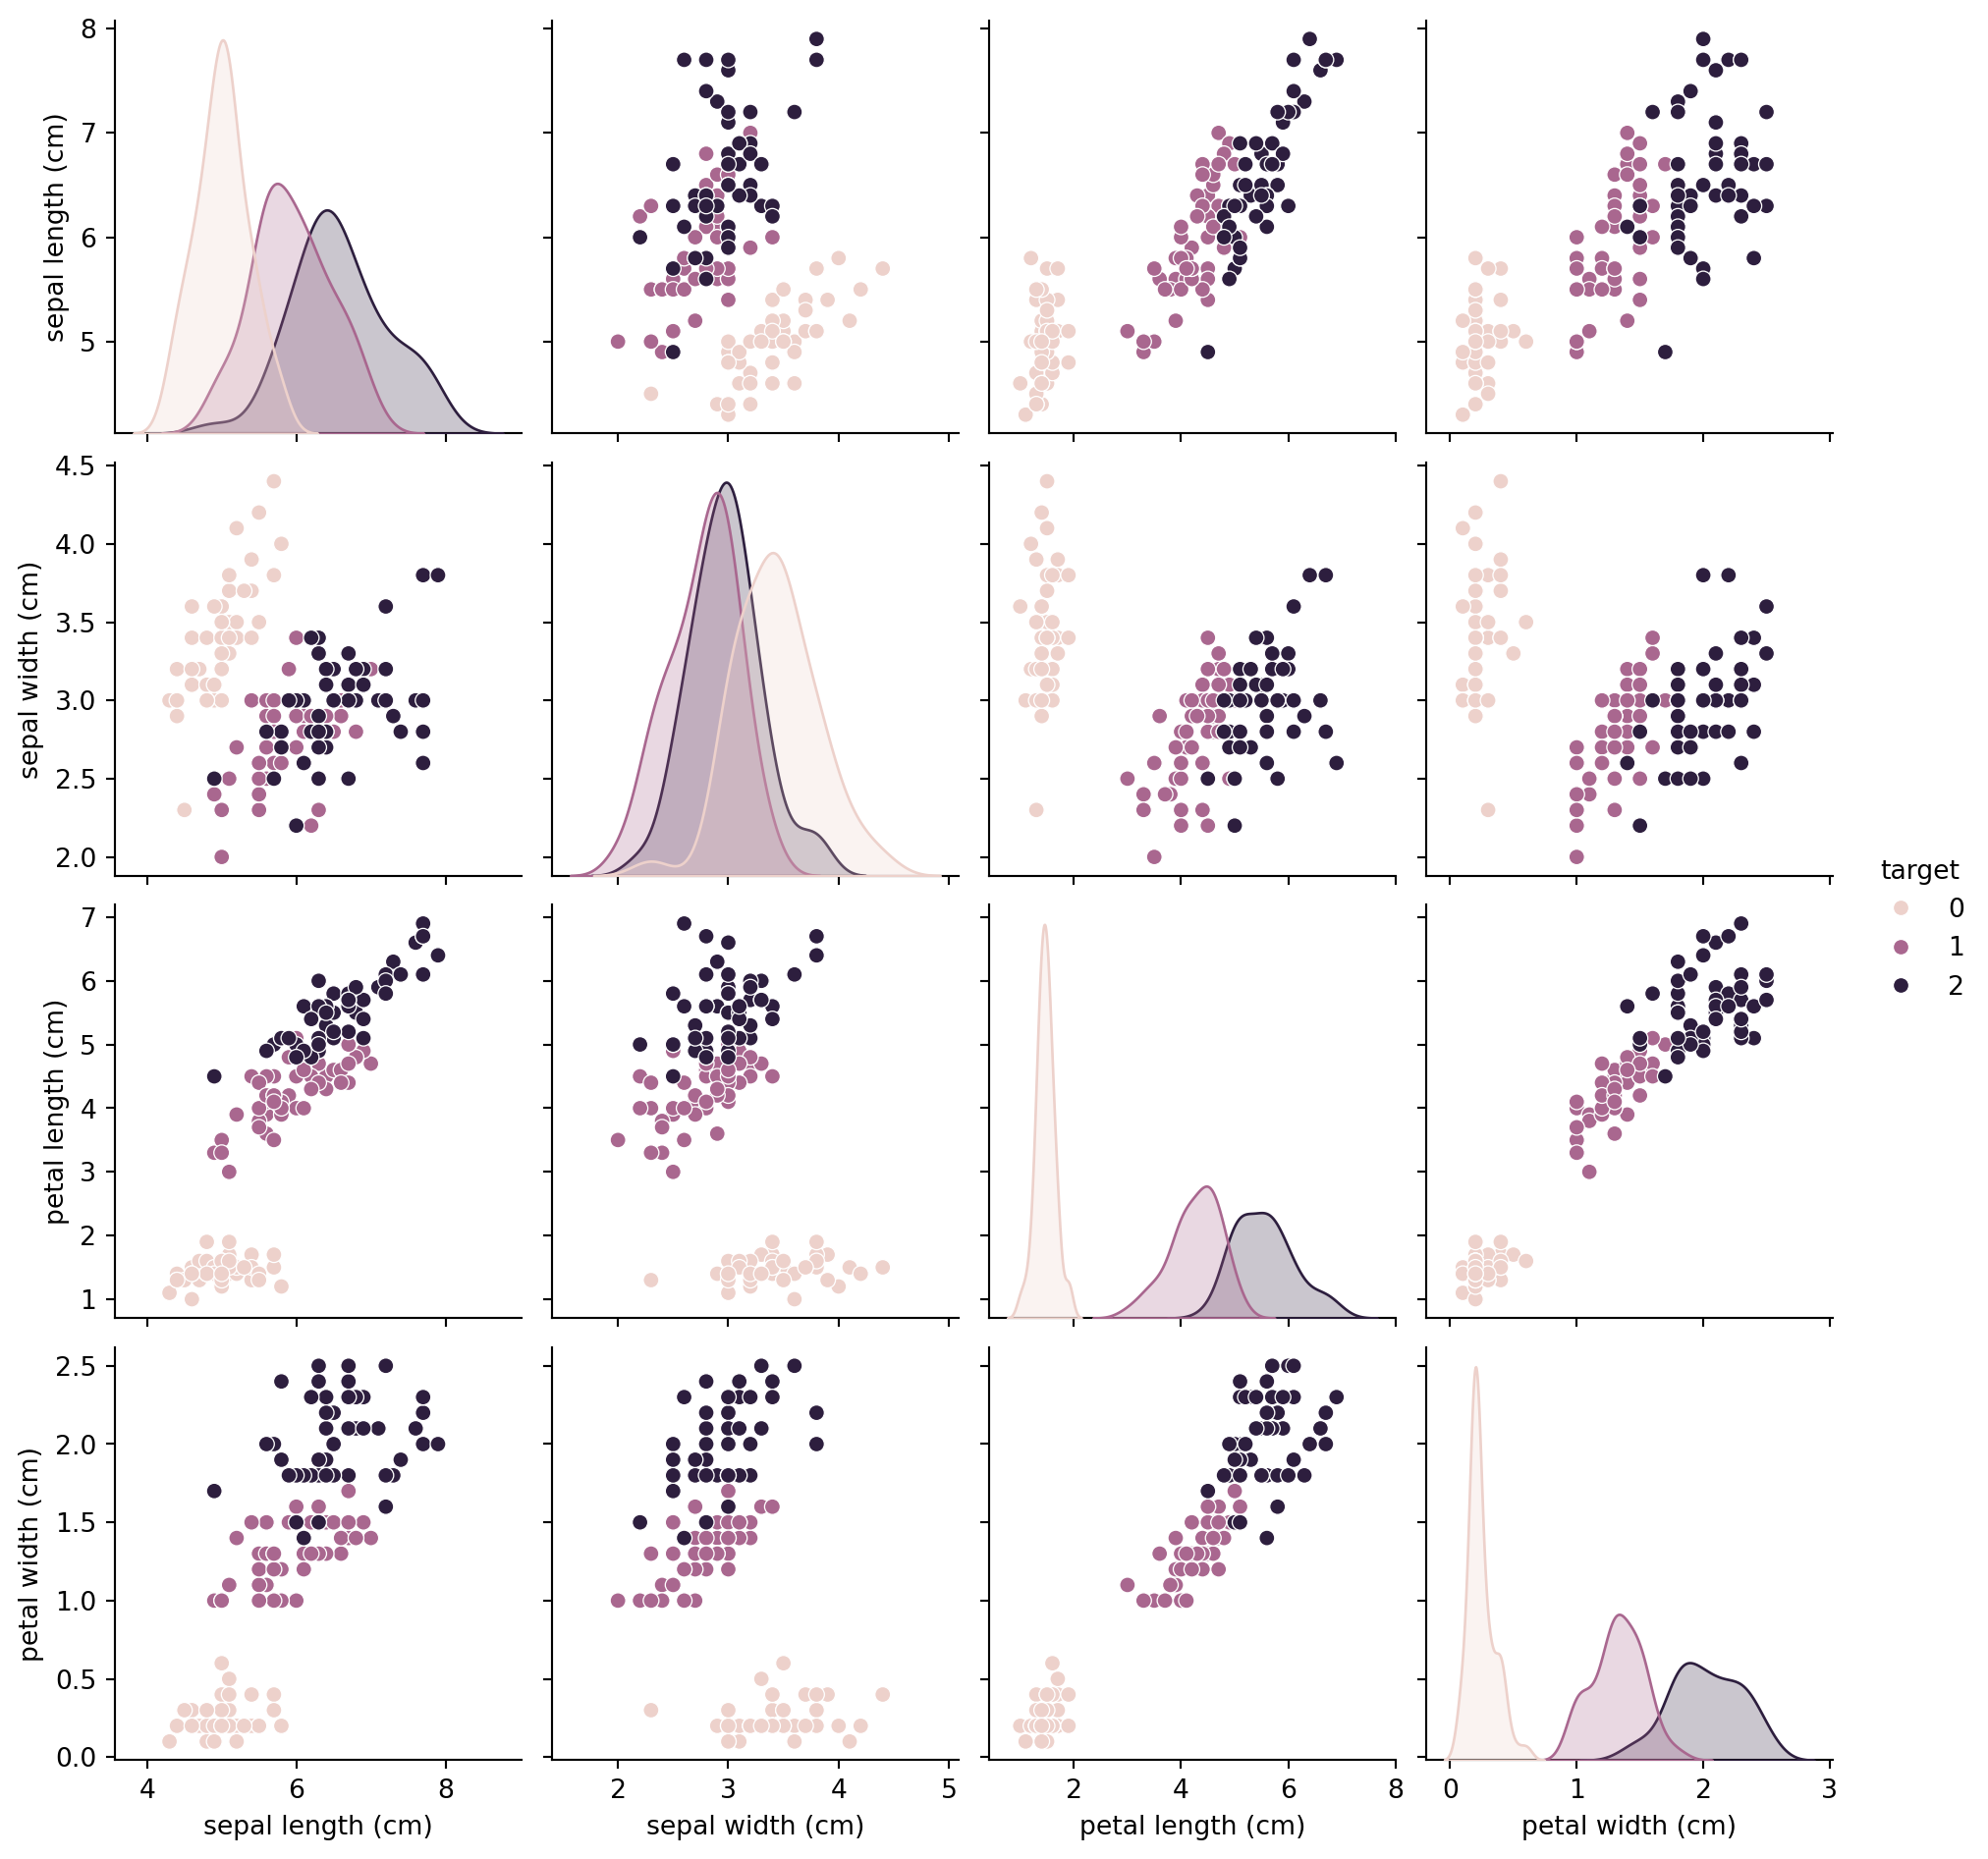 8
7
6
5
sepal length (cm)
4.5
4.0
3.5
3.0
2.5
2.0
sepal width (cm)
target
0
1
2
7
6
5
4
3
2
1
petal length (cm)
2.5
2.0
1.5
1.0
0.5
0.0
petal width (cm)
4 6 8
2 3 4 5
2 4 6 8
0 1 2 3
sepal length (cm)
sepal width (cm)
petal length (cm)
petal width (cm)